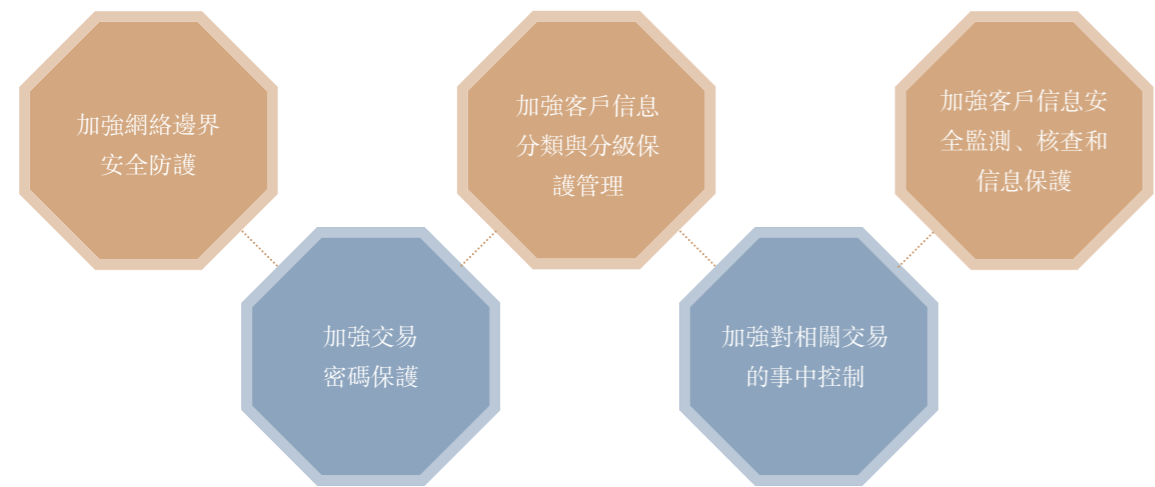 加強網絡邊界
安全防護
加強交易
密碼保護
加強客戶信息
分類與分級保
護管理
加強對相關交易
的事中控制
加強客戶信息安
全監測、核查和
信息保護